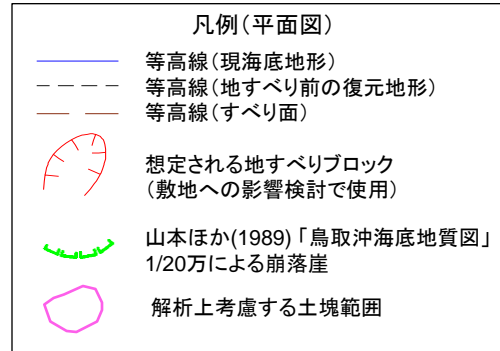 凡例(平面図)
等高線(現海底地形)
等高線(地すべり前の復元地形)
等高線(すべり面)
想定される地すべりブロック
(敷地への影響検討で使用)
山本ほか(1989)「鳥取沖海底地質図」
1/20万による崩落崖
解析上考慮する土塊範囲